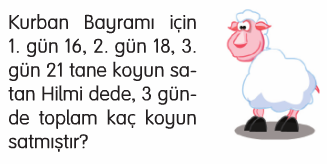 Kurban Bayramı için
1. gün 16, 2. gün 18, 3.
gün 21 tane koyun sa-
tan Hilmi dede, 3 gün-
de toplam kaç koyun
satmıştır?